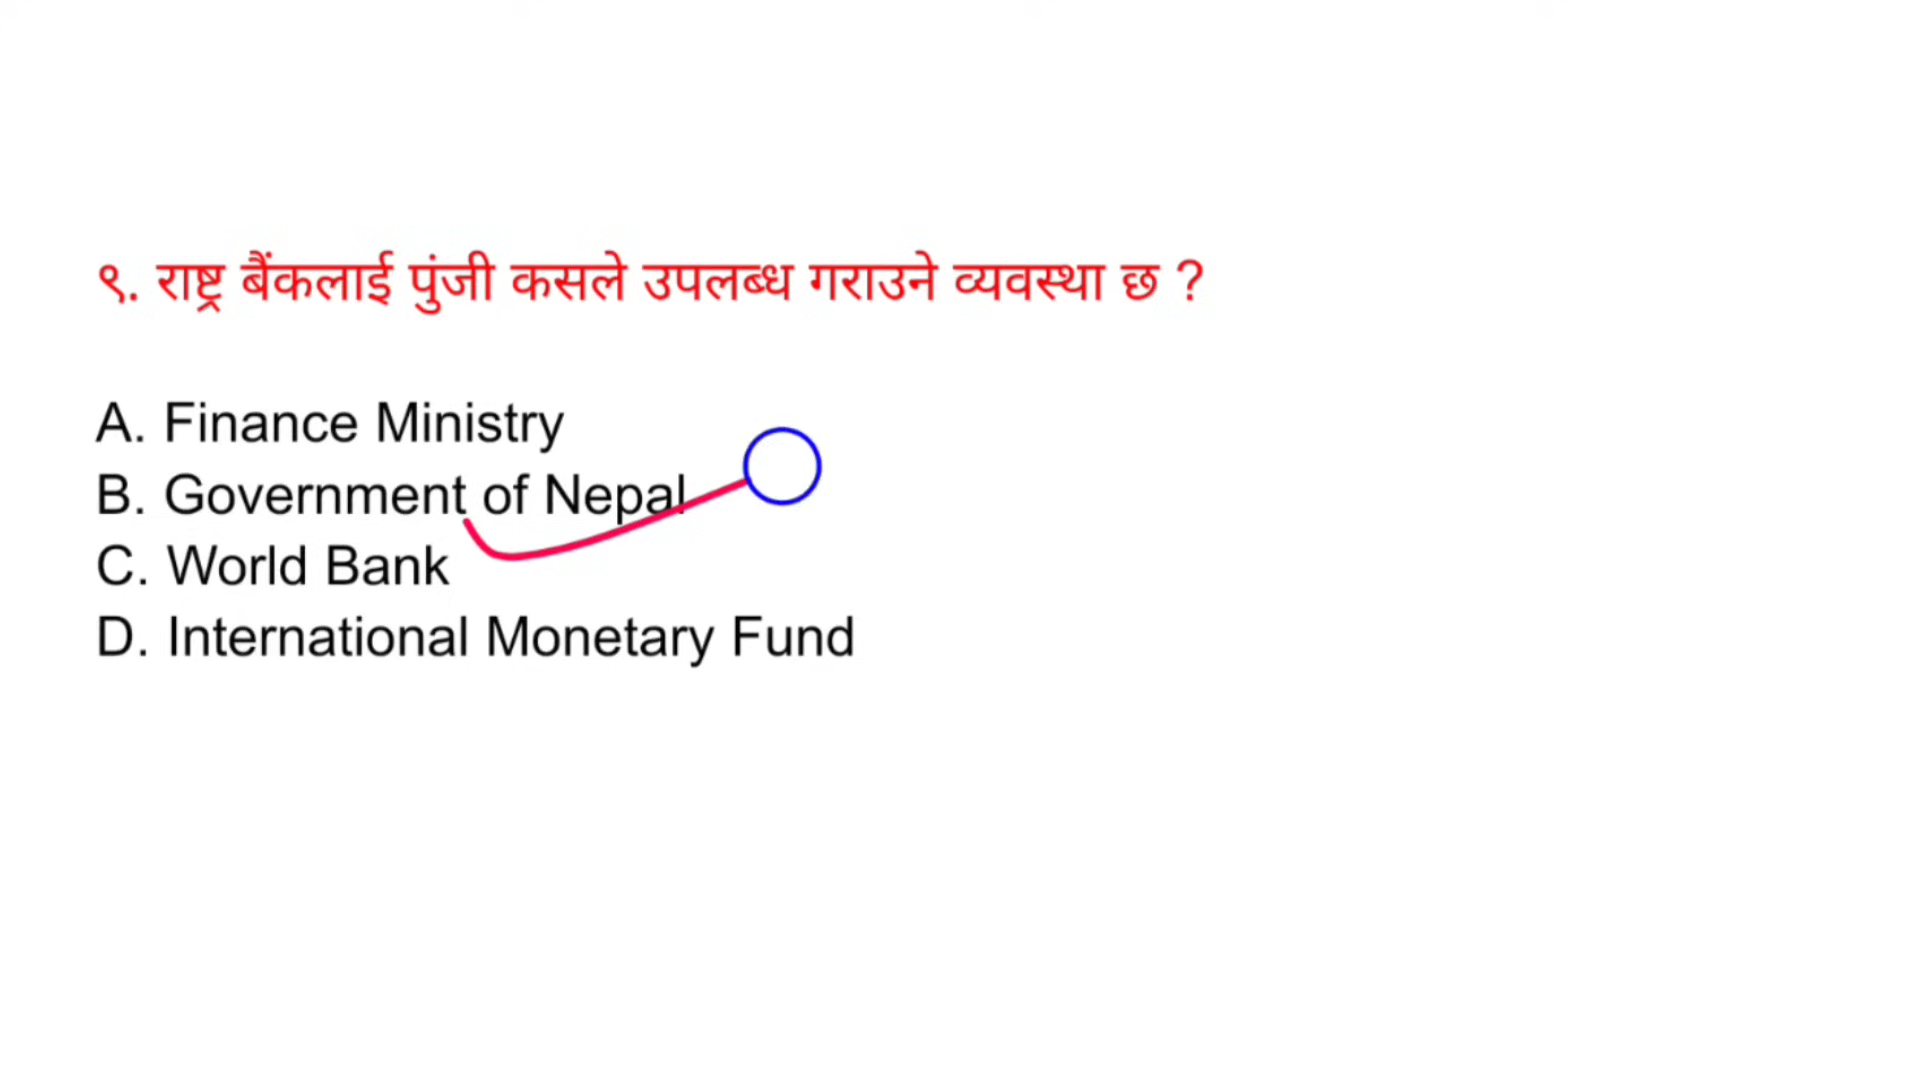 ९. राष्ट्र बैंकलाई पुंजी कसले उपलब्ध गराउने व्यवस्था छ ?
A. Finance Ministry
B. Government of Nepal
C. World Bank
D. International Monetary Fund